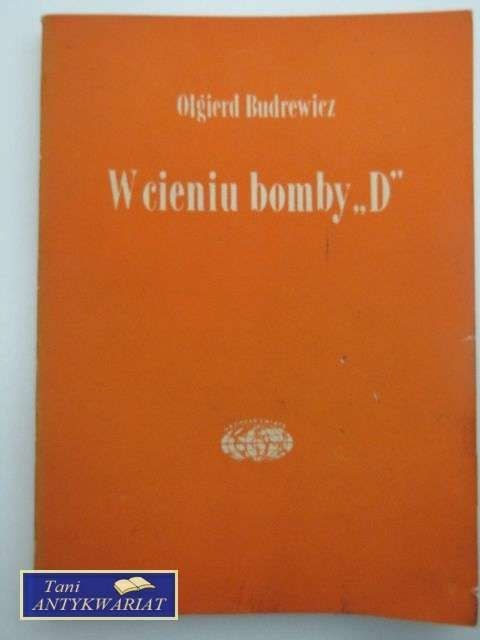 Olgierd Budrewicz
W cieniu bomby „D”
Tani
ANTYKWARIAT